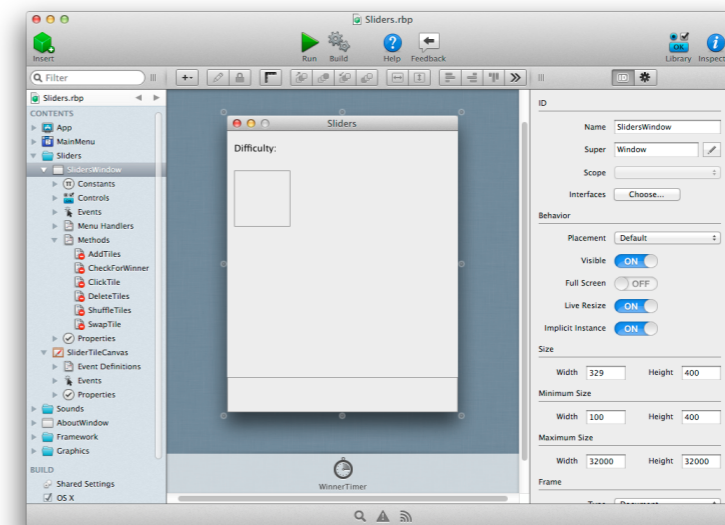 Sliders.rbp
Insert
Run Build Help Feedback
Library Inspect
Filter
Sliders.rbp
CONTENTS
App
MainMenu
Sliders
SlidersWindow
Constants
Controls
Events
Menu Handlers
Methods
AddTiles
CheckForWinner
ClickTile
DeleteTiles
ShuffleTiles
SwapTile
Properties
SliderTileCanvas
Event Definitions
Events
Properties
Sounds
AboutWindow
Framework
Graphics
BUILD
Shared Settings
OS X
Sliders
Difficulty:
WinnerTimer
ID
Name SlidersWindow
Super Window
Scope
Interfaces Choose...
Behavior
Placement Default
Visible ON
Full Screen OFF
Live Resize ON
Implicit Instance ON
Size
Width 329 Height 400
Minimum Size
Width 100 Height 400
Maximum Size
Width 32000 Height 32000
Frame